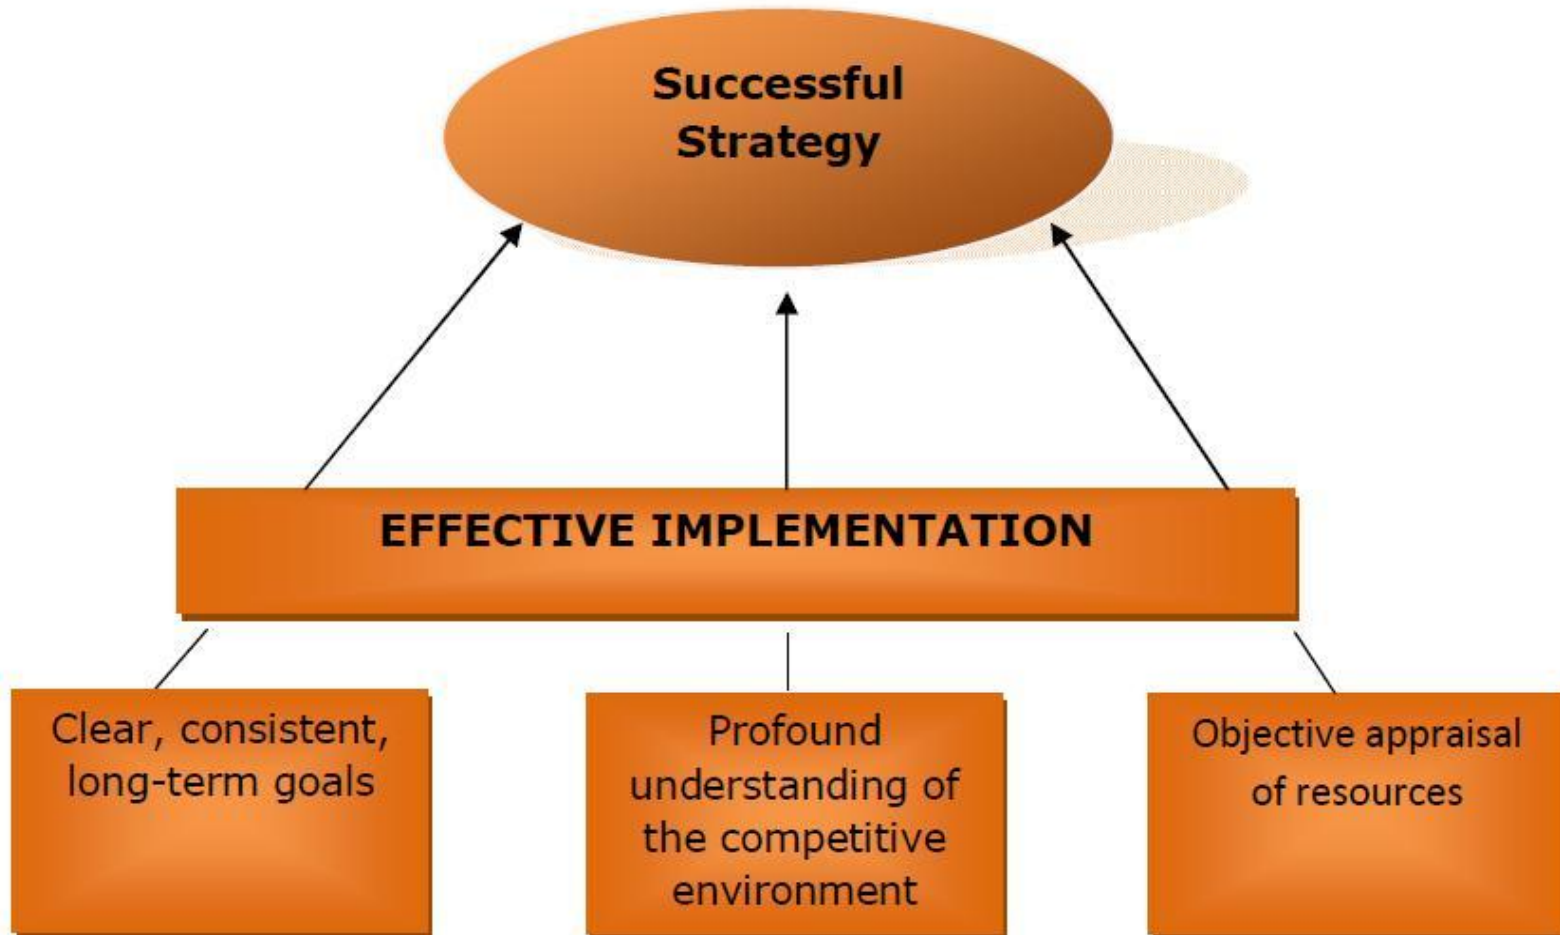 Successful
Strategy
EFFECTIVE IMPLEMENTATION
Clear, consistent,
long-term goals
Profound
understanding of
the competitive
environment
Objective appraisal
of resources